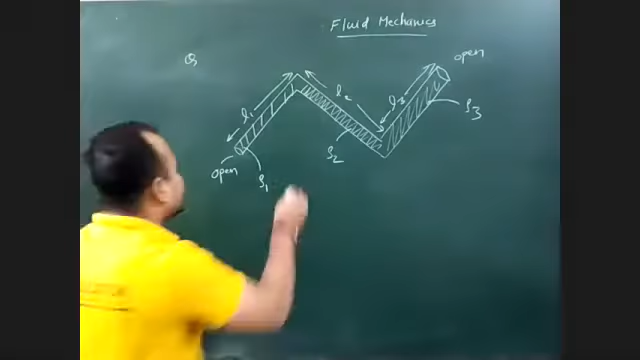 Fluid Mechanics
Q
open
l₁
l₂
l₃
ρ₃
ρ₂
open
ρ₁